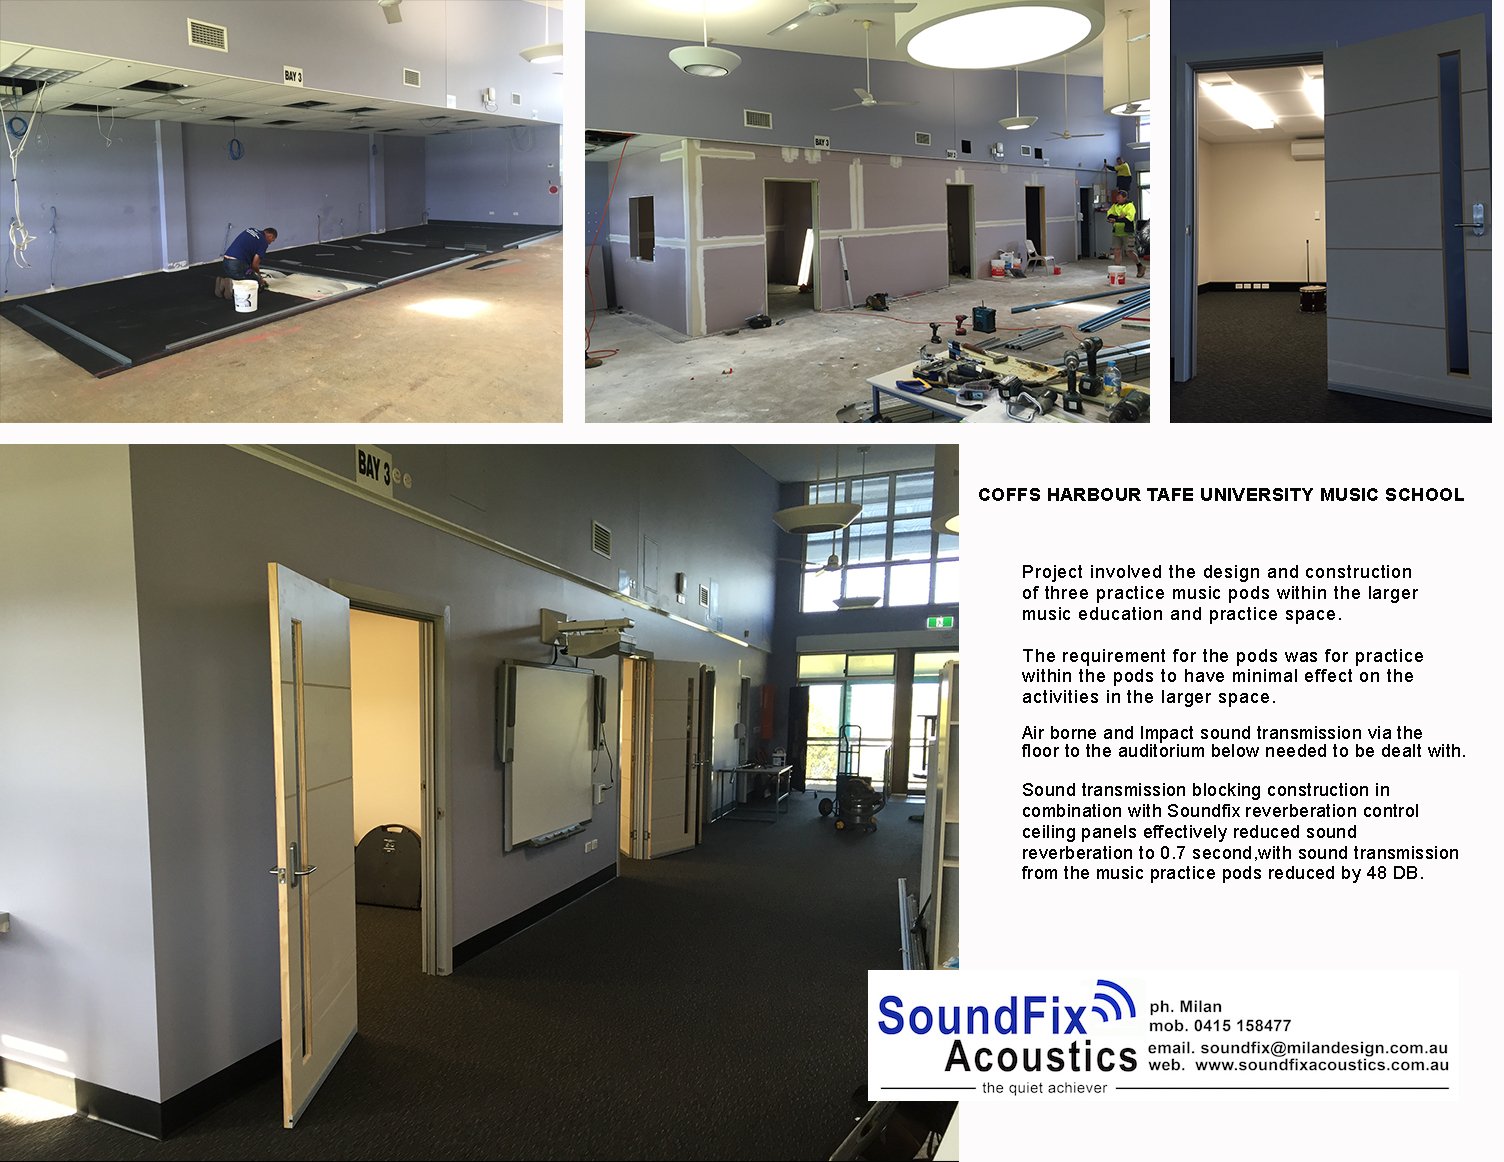 BAY 3
BAY 3
BAY 3
COFFS HARBOUR TAFE UNIVERSITY MUSIC SCHOOL
Project involved the design and construction
of three practice music pods within the larger
music education and practice space.
The requirement for the pods was for practice
within the pods to have minimal effect on the
activities in the larger space.
Air borne and Impact sound transmission via the
floor to the auditorium below needed to be dealt with.
Sound transmission blocking construction in
combination with Soundfix reverberation control
ceiling panels effectively reduced sound
reverberation to 0.7 second,with sound transmission
from the music practice pods reduced by 48 DB.
SoundFix
Acoustics
the quiet achiever
ph. Milan
mob. 0415 158477
email. soundfix@milandesign.com.au
web. www.soundfixacoustics.com.au